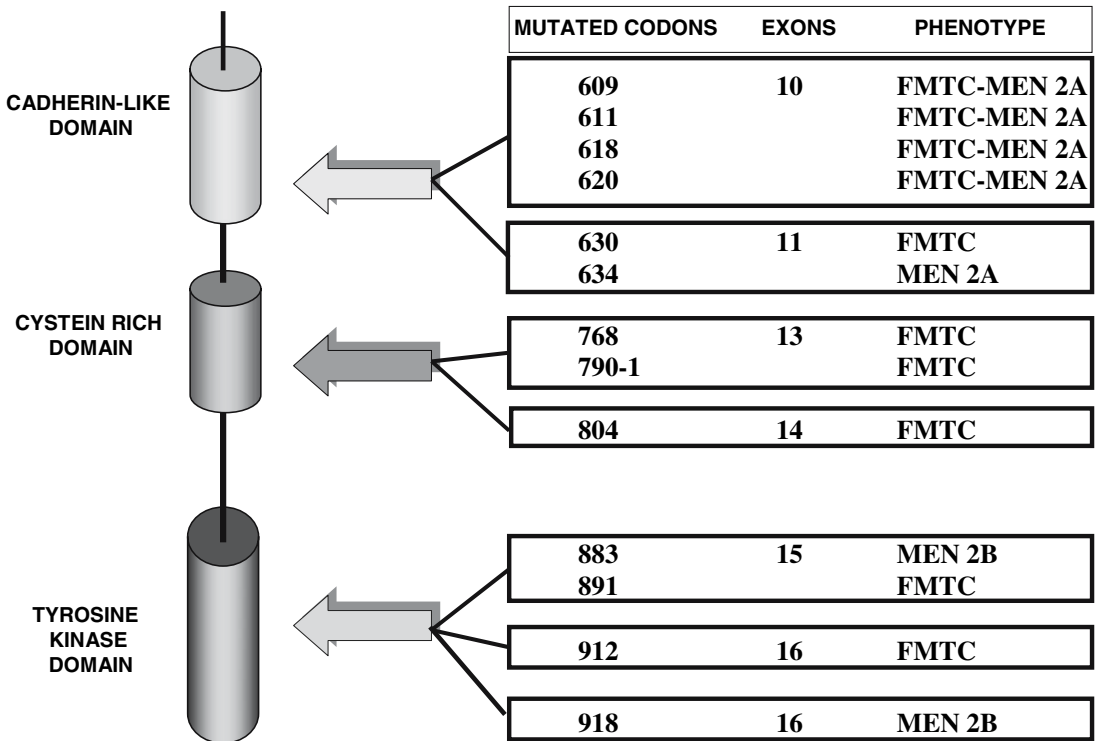 MUTATED CODONS EXONS PHENOTYPE
CADHERIN-LIKE
DOMAIN
609 10 FMTC-MEN 2A
611 FMTC-MEN 2A
618 FMTC-MEN 2A
620 FMTC-MEN 2A
630 11 FMTC
634 MEN 2A
CYSTEIN RICH
DOMAIN
768 13 FMTC
790-1 FMTC
804 14 FMTC
TYROSINE
KINASE
DOMAIN
883 15 MEN 2B
891 FMTC
912 16 FMTC
918 16 MEN 2B